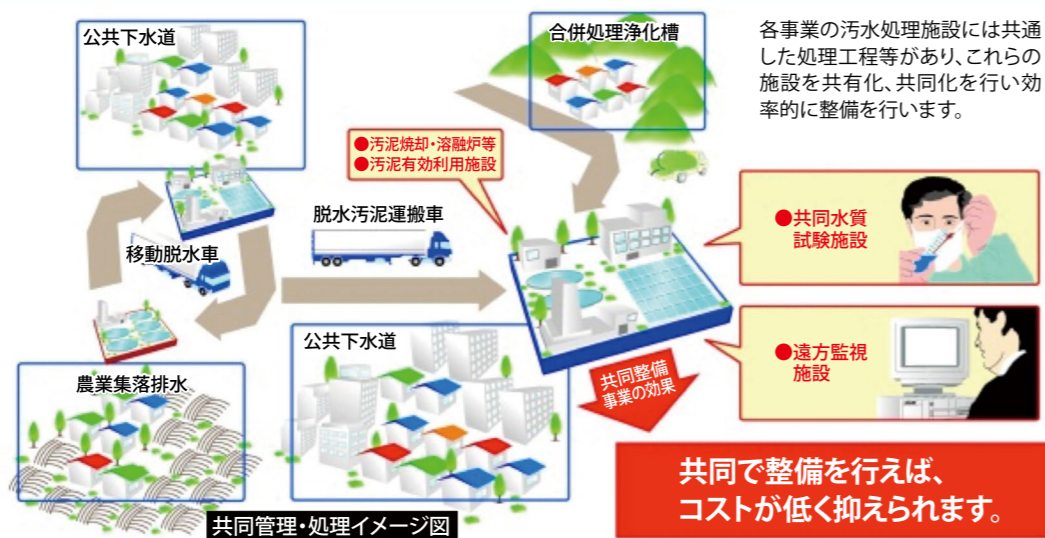 公共下水道
合併処理浄化槽
各事業の汚水処理施設には共通
した処理工程等があり、これらの
施設を共有化、共同化を行い効
率的に整備を行います。
●汚泥焼却・溶融炉等
●汚泥有効利用施設
脱水汚泥運搬車
移動脱水車
●共同水質
試験施設
公共下水道
●遠方監視
施設
共同整備
事業の効果
農業集落排水
共同で整備を行えば、
コストが低く抑えられます。
共同管理・処理イメージ図